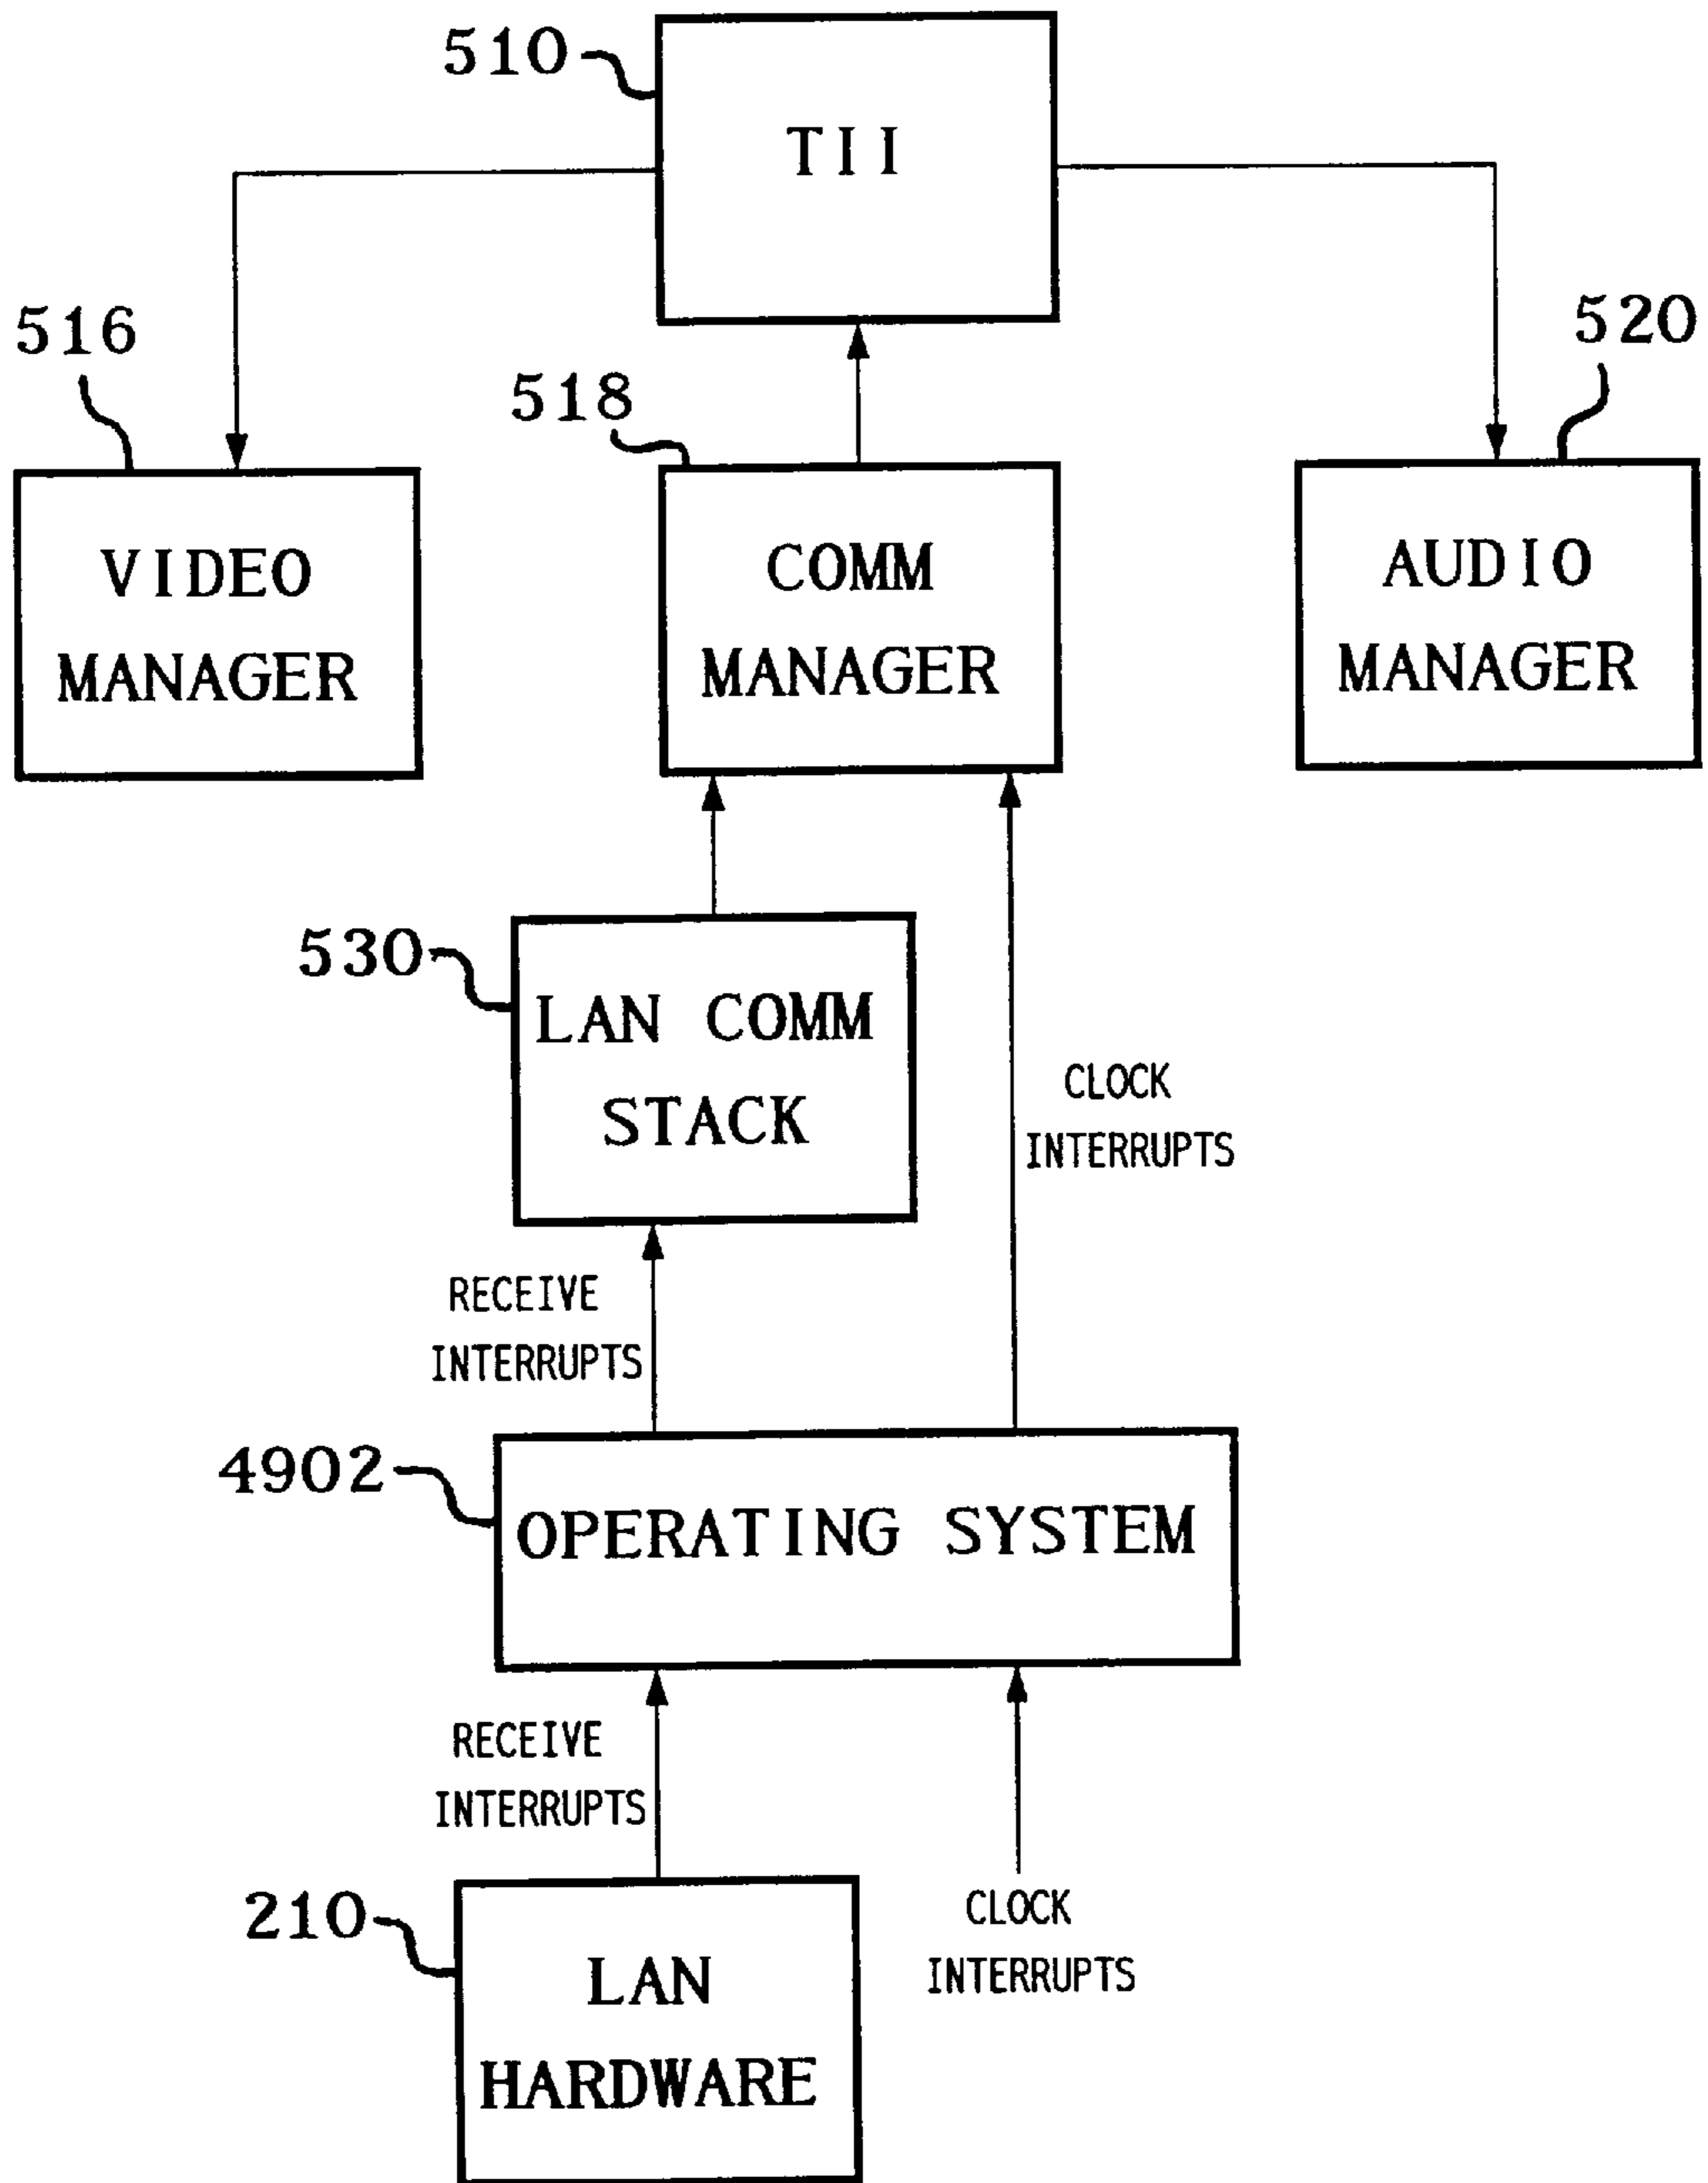 510
TII
516
520
518
VIDEO
MANAGER
COMM
MANAGER
AUDIO
MANAGER
530
LAN COMM
STACK
CLOCK
INTERRUPTS
RECEIVE
INTERRUPTS
4902
OPERATING SYSTEM
RECEIVE
INTERRUPTS
210
LAN
HARDWARE
CLOCK
INTERRUPTS